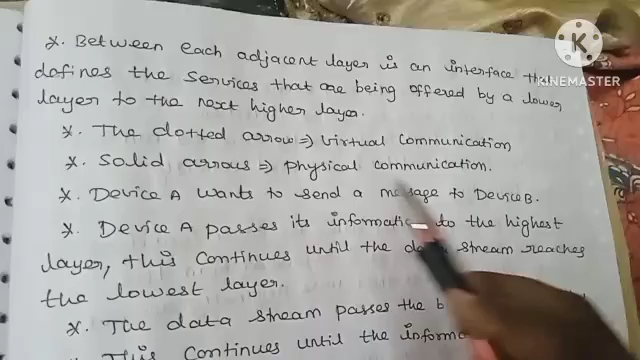 x. Between each adjacent layer is an interface th
defines the services that are being offered by a lower
layer to the next higher layer.
x. The dotted arrow ⇒ virtual communication
x. Solid arrows ⇒ physical communication.
x. Device A wants to send a message to Device B.
x. Device A passes its informatio to the highest
layer, this continues until the data stream reaches
the lowest layer.
x. The data stream passes the b
x. This continues until the informa
KINEMASTER